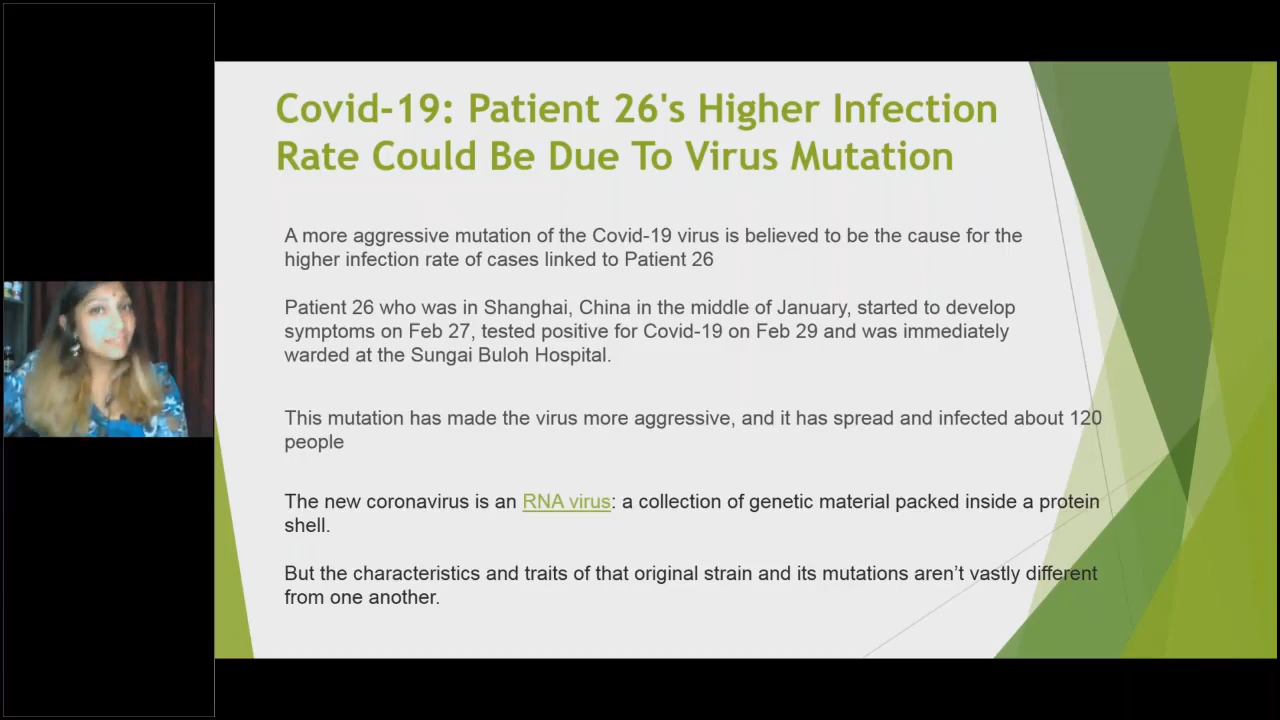 Covid-19: Patient 26's Higher Infection
Rate Could Be Due To Virus Mutation
A more aggressive mutation of the Covid-19 virus is believed to be the cause for the
higher infection rate of cases linked to Patient 26
Patient 26 who was in Shanghai, China in the middle of January, started to develop
symptoms on Feb 27, tested positive for Covid-19 on Feb 29 and was immediately
warded at the Sungai Buloh Hospital.
This mutation has made the virus more aggressive, and it has spread and infected about 120
people
The new coronavirus is an RNA virus: a collection of genetic material packed inside a protein
shell.
But the characteristics and traits of that original strain and its mutations aren’t vastly different
from one another.